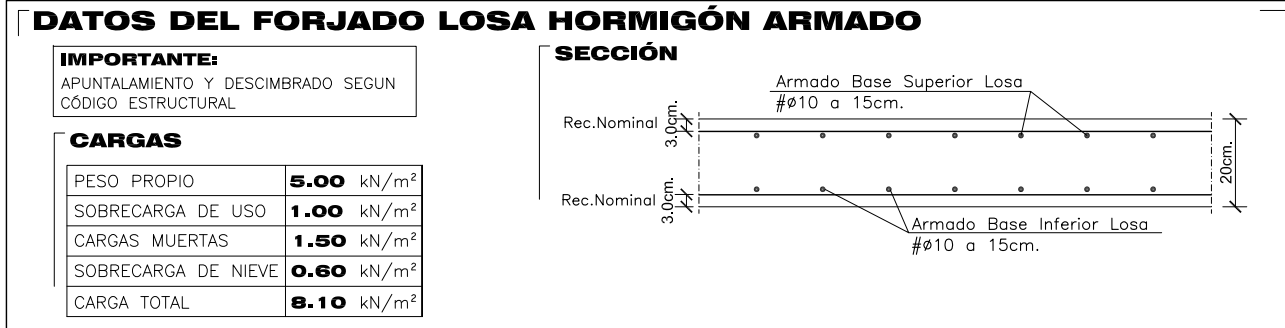 DATOS DEL FORJADO LOSA HORMIGÓN ARMADO
IMPORTANTE:
APUNTALAMIENTO Y DESCIMBRADO SEGUN
CÓDIGO ESTRUCTURAL
CARGAS
PESO PROPIO 5.00 kN/m²
SOBRECARGA DE USO 1.00 kN/m²
CARGAS MUERTAS 1.50 kN/m²
SOBRECARGA DE NIEVE 0.60 kN/m²
CARGA TOTAL 8.10 kN/m²
SECCIÓN
Armado Base Superior Losa
#ø10 a 15cm.
Rec.Nominal
3.0cm.
20cm.
Rec.Nominal
3.0cm.
Armado Base Inferior Losa
#ø10 a 15cm.